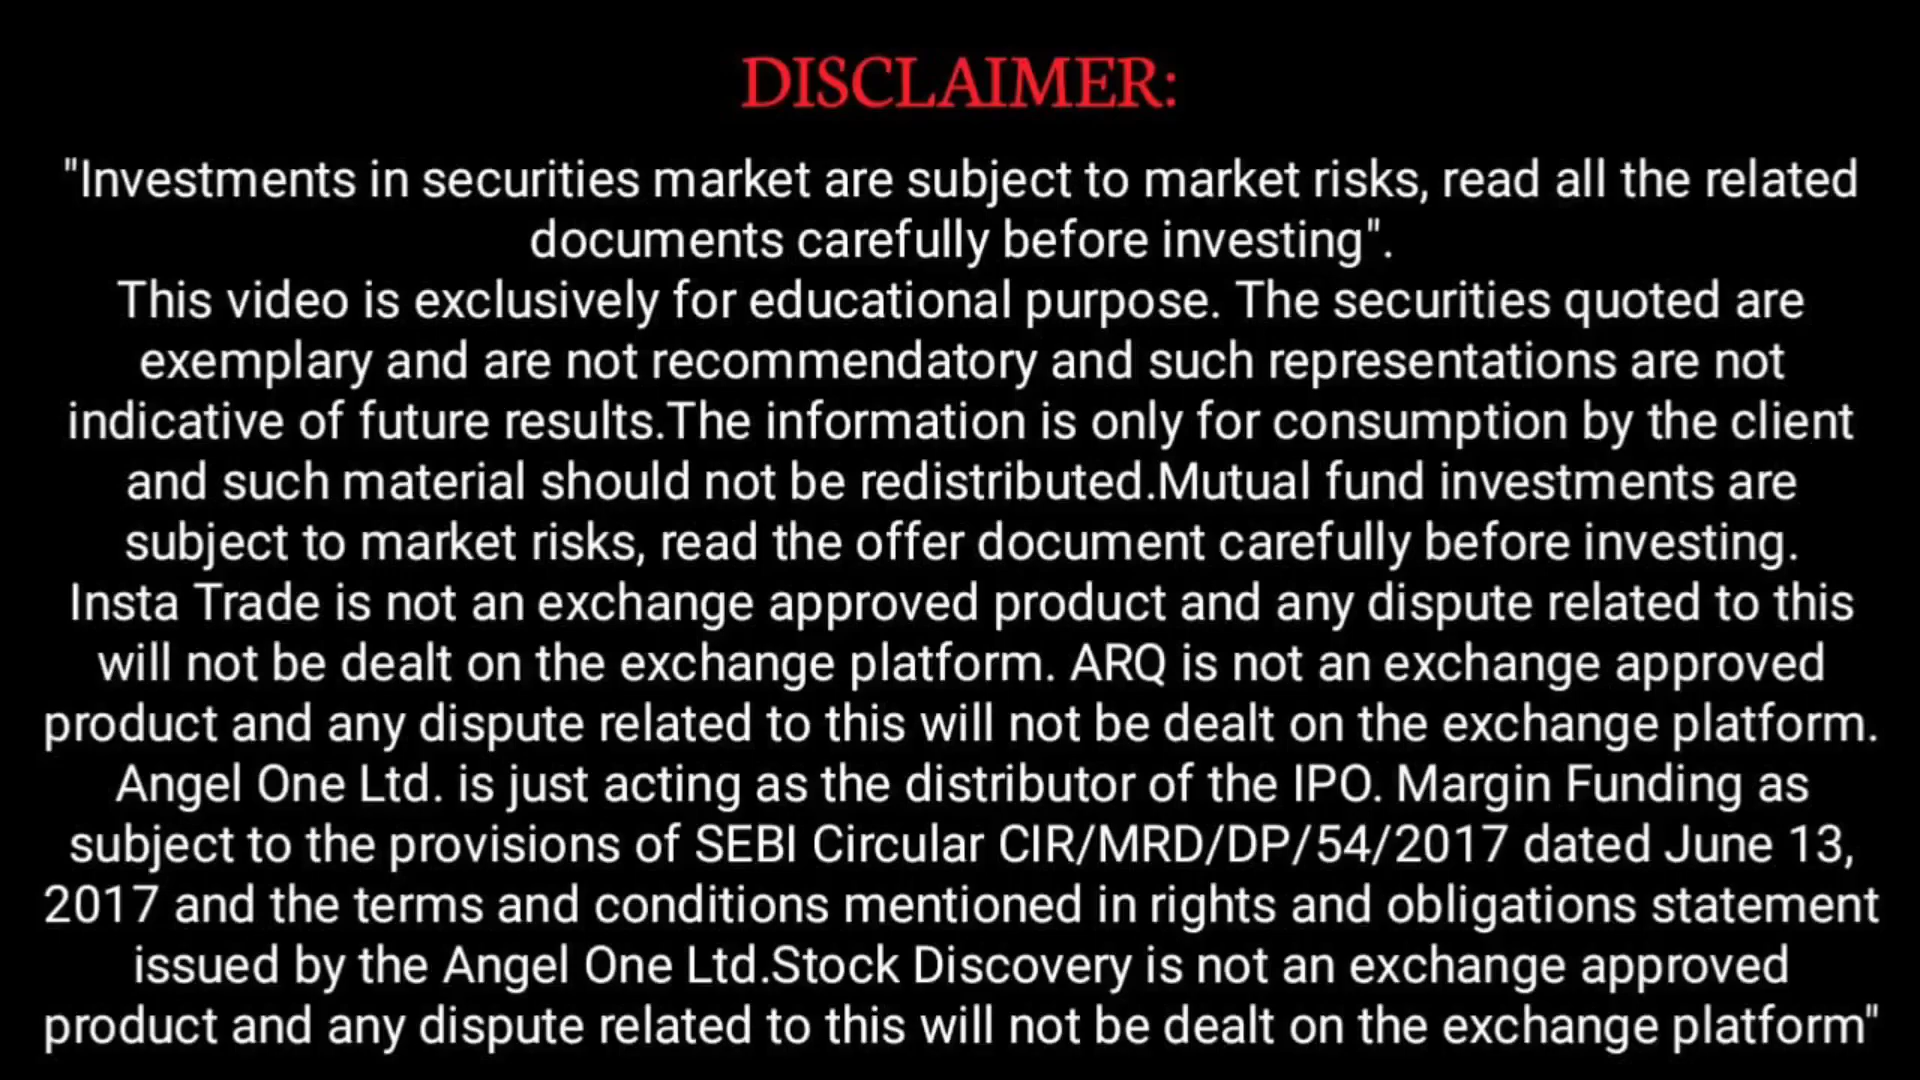 DISCLAIMER:
"Investments in securities market are subject to market risks, read all the related
documents carefully before investing".
This video is exclusively for educational purpose. The securities quoted are
exemplary and are not recommendatory and such representations are not
indicative of future results.The information is only for consumption by the client
and such material should not be redistributed.Mutual fund investments are
subject to market risks, read the offer document carefully before investing.
Insta Trade is not an exchange approved product and any dispute related to this
will not be dealt on the exchange platform. ARQ is not an exchange approved
product and any dispute related to this will not be dealt on the exchange platform.
Angel One Ltd. is just acting as the distributor of the IPO. Margin Funding as
subject to the provisions of SEBI Circular CIR/MRD/DP/54/2017 dated June 13,
2017 and the terms and conditions mentioned in rights and obligations statement
issued by the Angel One Ltd.Stock Discovery is not an exchange approved
product and any dispute related to this will not be dealt on the exchange platform"